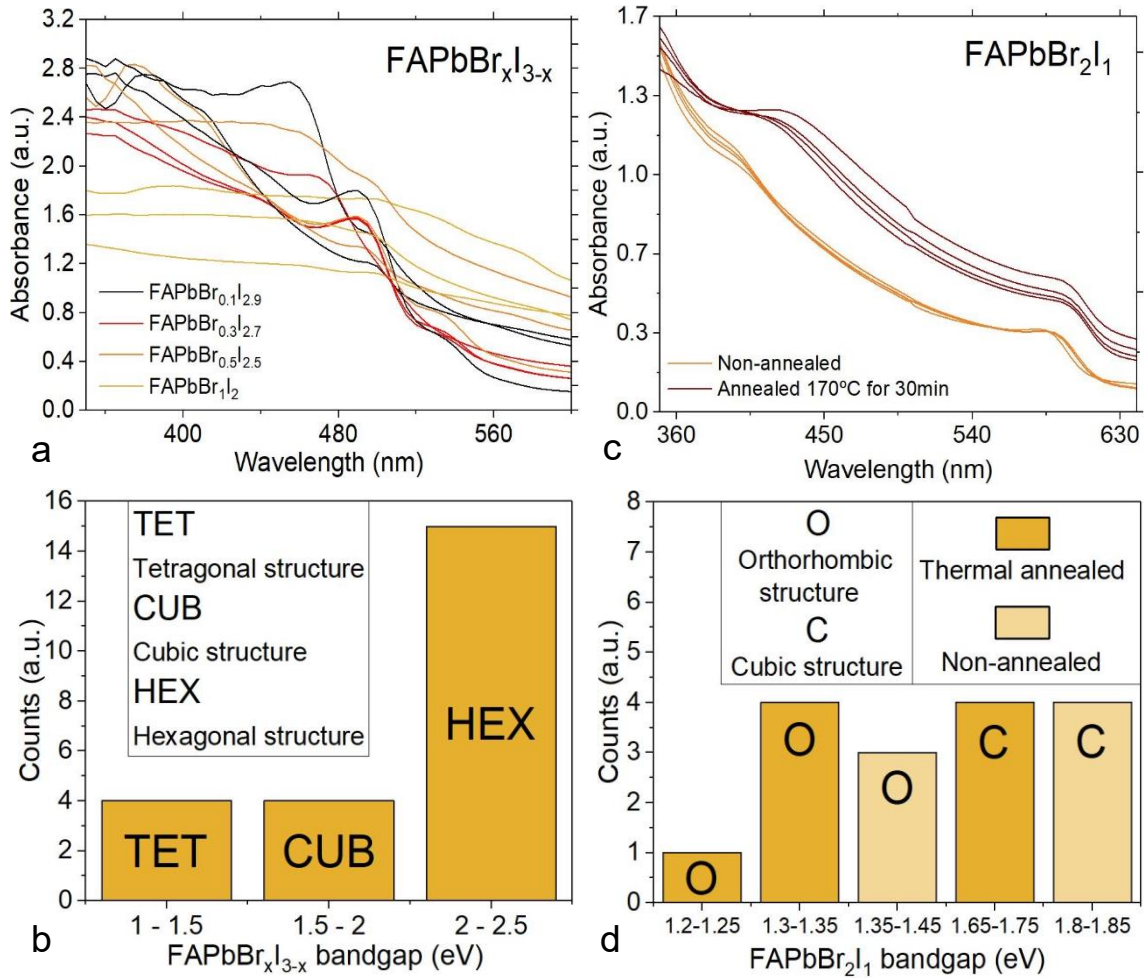 3.2
2.8
2.4
2.0
1.6
1.2
0.8
0.4
0.0
Absorbance (a.u.)
FAPbBrₓI₃₋ₓ
FAPbBr₀.₁I₂.₉
FAPbBr₀.₃I₂.₇
FAPbBr₀.₅I₂.₅
FAPbBr₁I₂
400 480 560
Wavelength (nm)
a
1.7
1.3
1.0
0.7
0.3
0.0
Absorbance (a.u.)
FAPbBr₂I₁
Non-annealed
Annealed 170ºC for 30min
360 450 540 630
Wavelength (nm)
c
16
14
12
10
8
6
4
2
0
Counts (a.u.)
TET
Tetragonal structure
CUB
Cubic structure
HEX
Hexagonal structure
TET
CUB
HEX
1 - 1.5 1.5 - 2 2 - 2.5
FAPbBrₓI₃₋ₓ bandgap (eV)
b
8
7
6
5
4
3
2
1
0
Counts (a.u.)
O
Orthorhombic
structure
C
Cubic structure
Thermal annealed
Non-annealed
O
O
O
C
C
1.2-1.25 1.3-1.35 1.35-1.45 1.65-1.75 1.8-1.85
FAPbBr₂I₁ bandgap (eV)
d